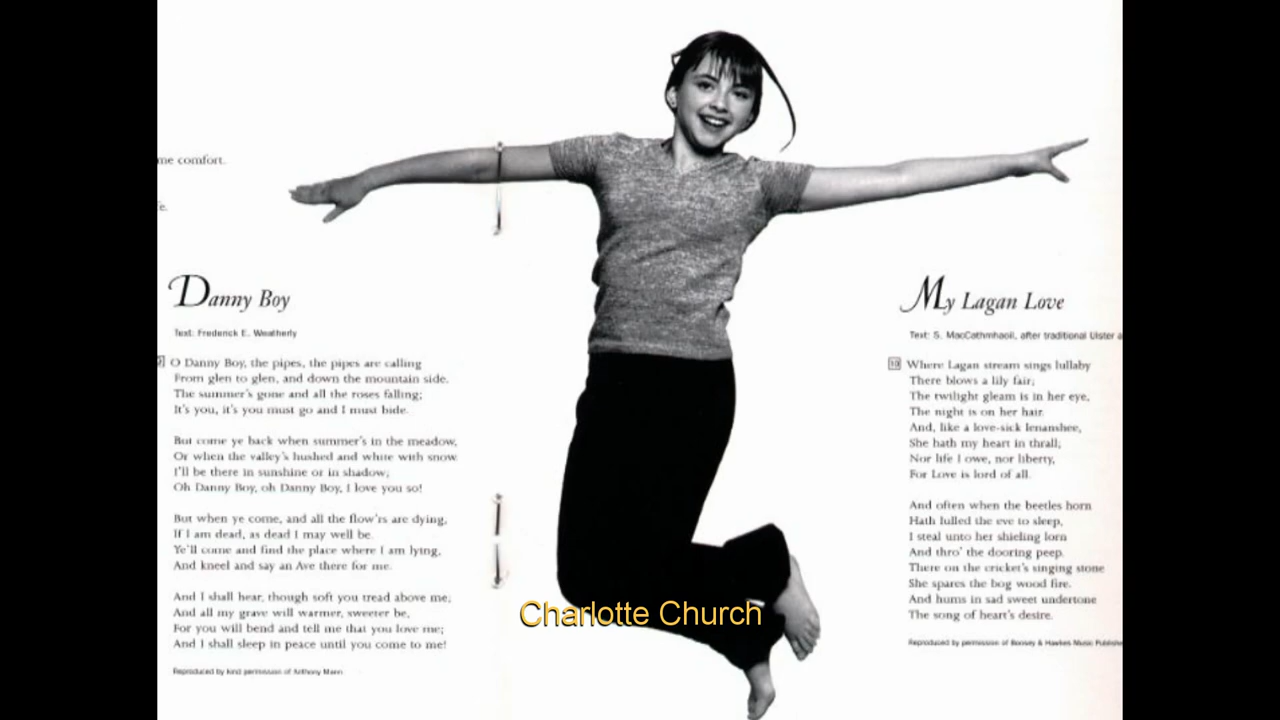 me comfort.
fe.
Danny Boy
Text: Frederick E. Weatherly
O Danny Boy, the pipes, the pipes are calling
From glen to glen, and down the mountain side.
The summer's gone and all the roses falling;
It's you, it's you must go and I must bide.
But come ye back when summer's in the meadow,
Or when the valley's hushed and white with snow.
I'll be there in sunshine or in shadow;
Oh Danny Boy, oh Danny Boy, I love you so!
But when ye come, and all the flow'rs are dying,
If I am dead, as dead I may well be.
Ye'll come and find the place where I am lying,
And kneel and say an Ave there for me.
And I shall hear, though soft you tread above me;
And all my grave will warmer, sweeter be,
For you will bend and tell me that you love me;
And I shall sleep in peace until you come to me!
Reproduced by kind permission of Anthony Mann
My Lagan Love
Text: S. MacCathmhaoil, after traditional Ulster a
10 Where Lagan stream sings lullaby
There blows a lily fair;
The twilight gleam is in her eye,
The night is on her hair.
And, like a love-sick lenanshee,
She hath my heart in thrall;
Nor life I owe, nor liberty,
For Love is lord of all.
And often when the beetles horn
Hath lulled the eve to sleep,
I steal unto her shieling lorn
And thro' the dooring peep.
There on the cricket's singing stone
She spares the bog wood fire.
And hums in sad sweet undertone
The song of heart's desire.
Reproduced by permission of Boosey & Hawkes Music Publishe
Charlotte Church